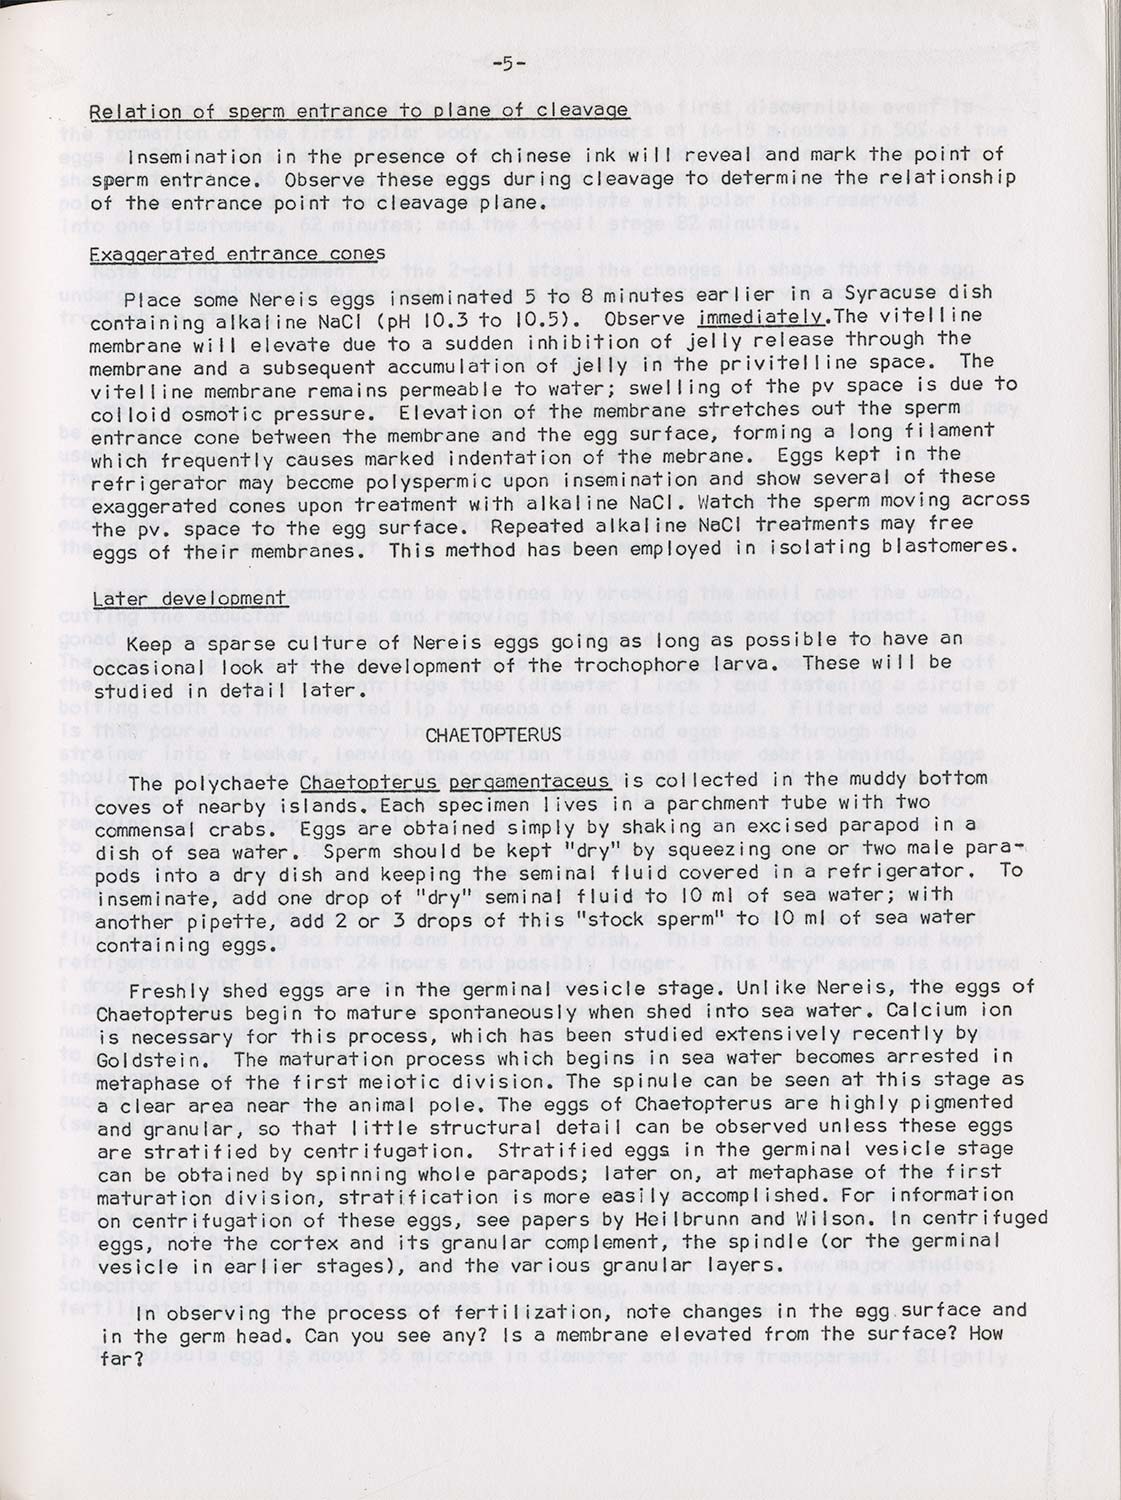 -5-
Relation of sperm entrance to plane of cleavage
Insemination in the presence of chinese ink will reveal and mark the point of
sperm entrance. Observe these eggs during cleavage to determine the relationship
of the entrance point to cleavage plane.
Exaggerated entrance cones
Place some Nereis eggs inseminated 5 to 8 minutes earlier in a Syracuse dish
containing alkaline NaCl (pH 10.3 to 10.5). Observe immediately.The vitelline
membrane will elevate due to a sudden inhibition of jelly release through the
membrane and a subsequent accumulation of jelly in the privitelline space. The
vitelline membrane remains permeable to water; swelling of the pv space is due to
colloid osmotic pressure. Elevation of the membrane stretches out the sperm
entrance cone between the membrane and the egg surface, forming a long filament
which frequently causes marked indentation of the mebrane. Eggs kept in the
refrigerator may become polyspermic upon insemination and show several of these
exaggerated cones upon treatment with alkaline NaCl. Watch the sperm moving across
the pv. space to the egg surface. Repeated alkaline NaCl treatments may free
eggs of their membranes. This method has been employed in isolating blastomeres.
Later development
Keep a sparse culture of Nereis eggs going as long as possible to have an
occasional look at the development of the trochophore larva. These will be
studied in detail later.
CHAETOPTERUS
The polychaete Chaetopterus pergamentaceus is collected in the muddy bottom
coves of nearby islands. Each specimen lives in a parchment tube with two
commensal crabs. Eggs are obtained simply by shaking an excised parapod in a
dish of sea water. Sperm should be kept "dry" by squeezing one or two male para-
pods into a dry dish and keeping the seminal fluid covered in a refrigerator. To
inseminate, add one drop of "dry" seminal fluid to 10 ml of sea water; with
another pipette, add 2 or 3 drops of this "stock sperm" to 10 ml of sea water
containing eggs.
Freshly shed eggs are in the germinal vesicle stage. Unlike Nereis, the eggs of
Chaetopterus begin to mature spontaneously when shed into sea water. Calcium ion
is necessary for this process, which has been studied extensively recently by
Goldstein. The maturation process which begins in sea water becomes arrested in
metaphase of the first meiotic division. The spinule can be seen at this stage as
a clear area near the animal pole. The eggs of Chaetopterus are highly pigmented
and granular, so that little structural detail can be observed unless these eggs
are stratified by centrifugation. Stratified eggs in the germinal vesicle stage
can be obtained by spinning whole parapods; later on, at metaphase of the first
maturation division, stratification is more easily accomplished. For information
on centrifugation of these eggs, see papers by Heilbrunn and Wilson. In centrifuged
eggs, note the cortex and its granular complement, the spindle (or the germinal
vesicle in earlier stages), and the various granular layers.
In observing the process of fertilization, note changes in the egg surface and
in the germ head. Can you see any? Is a membrane elevated from the surface? How
far?